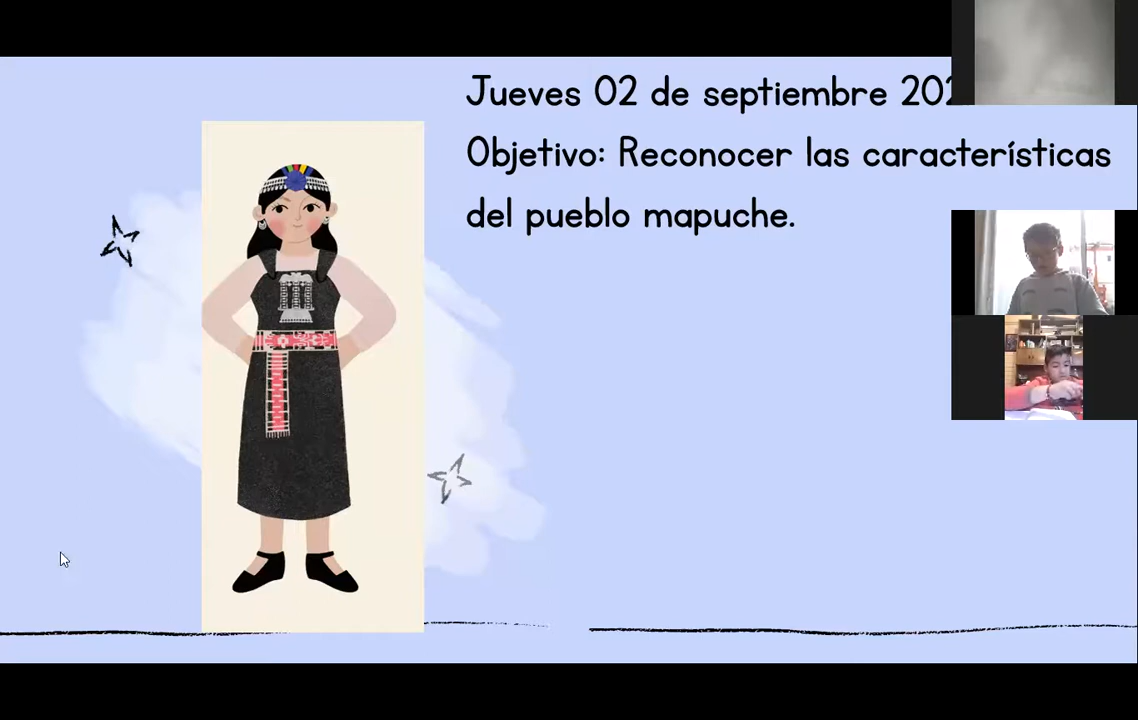 Jueves 02 de septiembre
Objetivo: Reconocer las características
del pueblo mapuche.